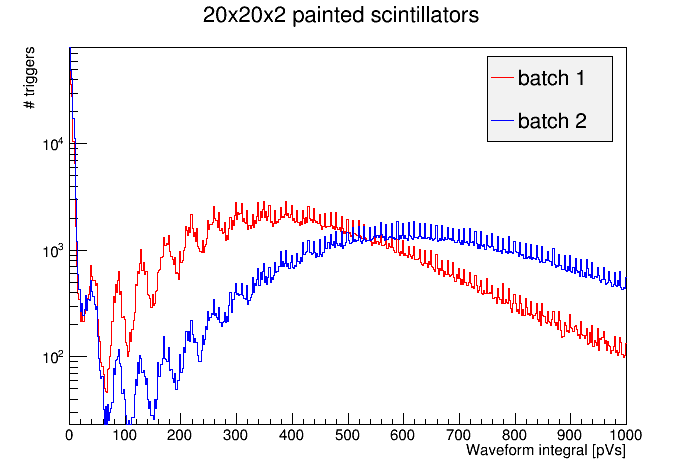 20x20x2 painted scintillators
# triggers
batch 1
batch 2
10⁴
10³
10²
0 100 200 300 400 500 600 700 800 900 1000
Waveform integral [pVs]